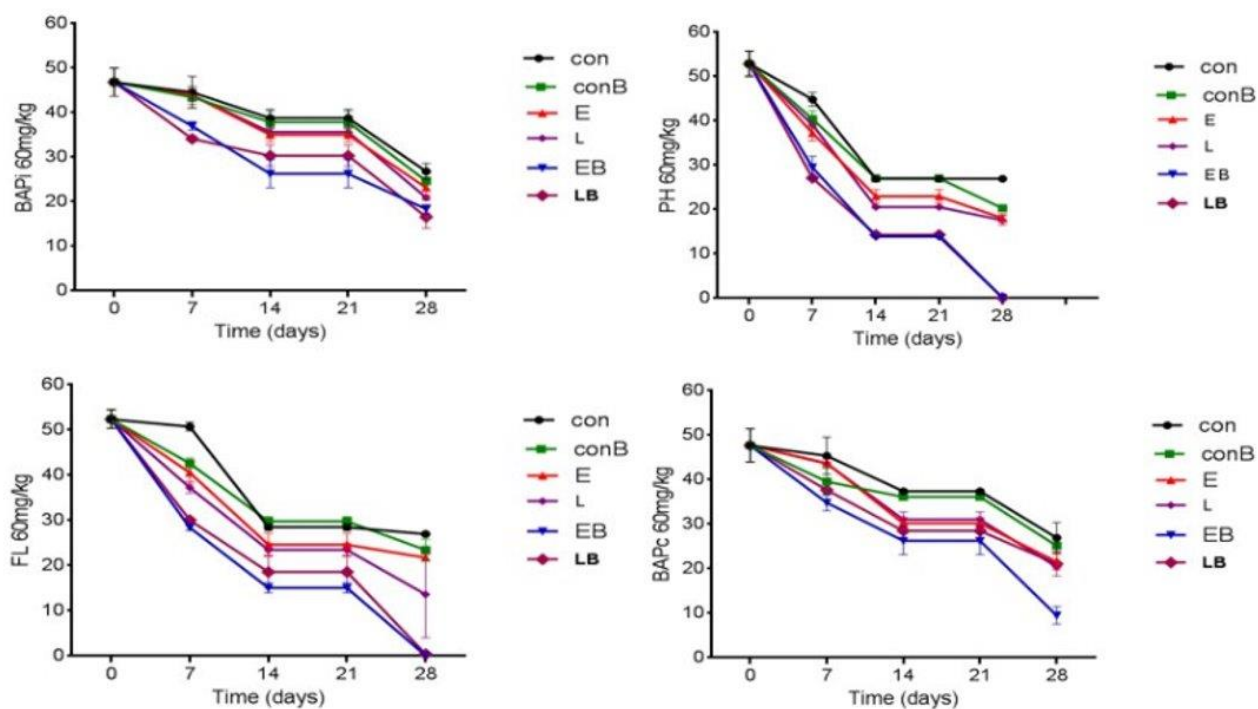 BAPi 60mg/kg
60
50
40
30
20
10
0
0 7 14 21 28
Time (days)
con
conB
E
L
EB
LB
PH 60mg/kg
60
50
40
30
20
10
0
0 7 14 21 28
Time (days)
con
conB
E
L
EB
LB
FL 60mg/kg
60
50
40
30
20
10
0
0 7 14 21 28
Time (days)
con
conB
E
L
EB
LB
BAPc 60mg/kg
60
50
40
30
20
10
0
0 7 14 21 28
Time (days)
con
conB
E
L
EB
LB